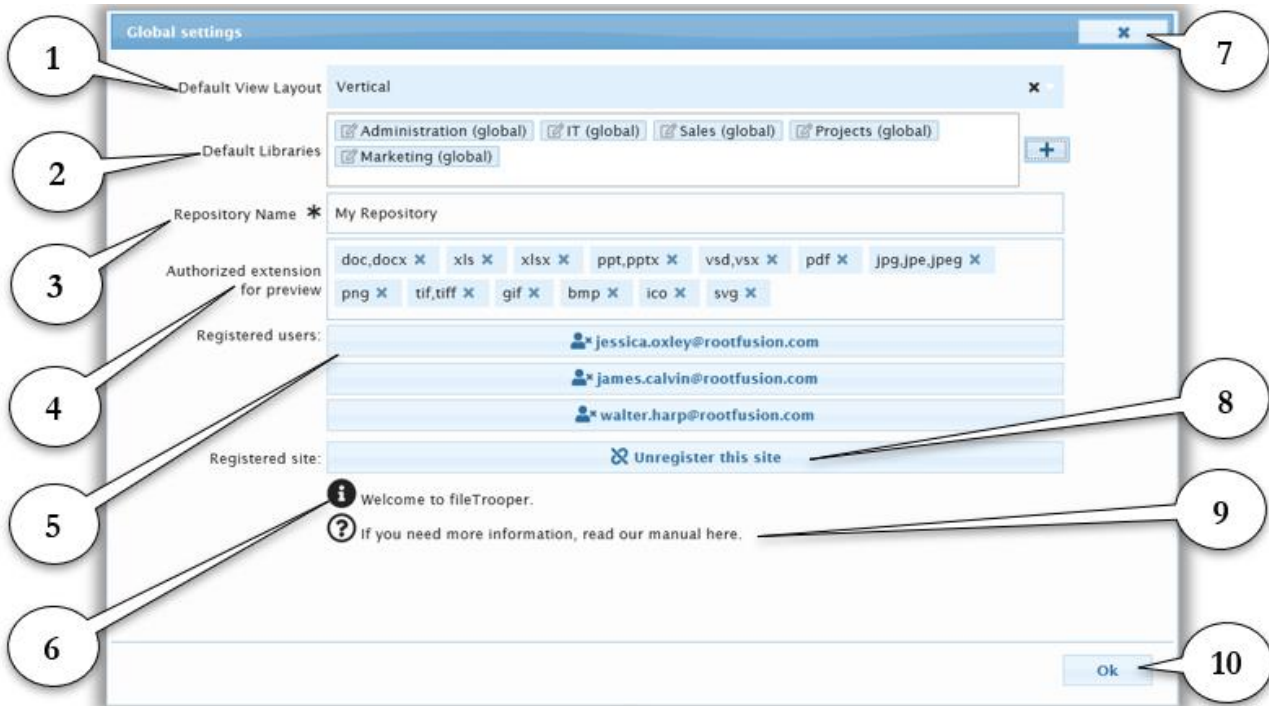 Global settings
1
7
Default View Layout Vertical
2
Default Libraries Administration (global) IT (global) Sales (global) Projects (global)
Marketing (global)
3
Repository Name * My Repository
4
Authorized extension
for preview
doc,docx xls xlsx ppt,pptx vsd,vsx pdf jpg,jpe,jpeg
png tif,tiff gif bmp ico svg
5
Registered users: jessica.oxley@rootfusion.com
james.calvin@rootfusion.com
walter.harp@rootfusion.com
8
Registered site: Unregister this site
6
Welcome to fileTrooper.
9
If you need more information, read our manual here.
Ok
10